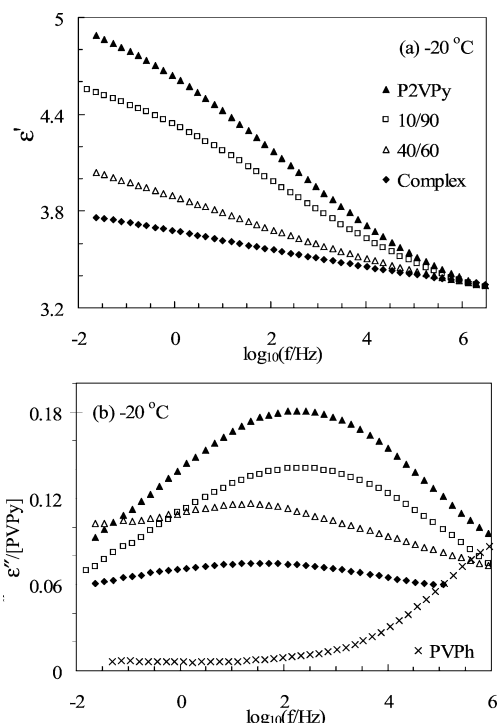 5
(a) -20 °C
▲ P2VPy
4.4
□ 10/90
ε'
△ 40/60
◆ Complex
3.8
3.2
-2 0 2 4 6
log₁₀(f/Hz)
(b) -20 °C
0.18
0.12
ε″/[PVPy]
0.06
× PVPh
0
-2 0 2 4 6
log₁₀(f/Hz)